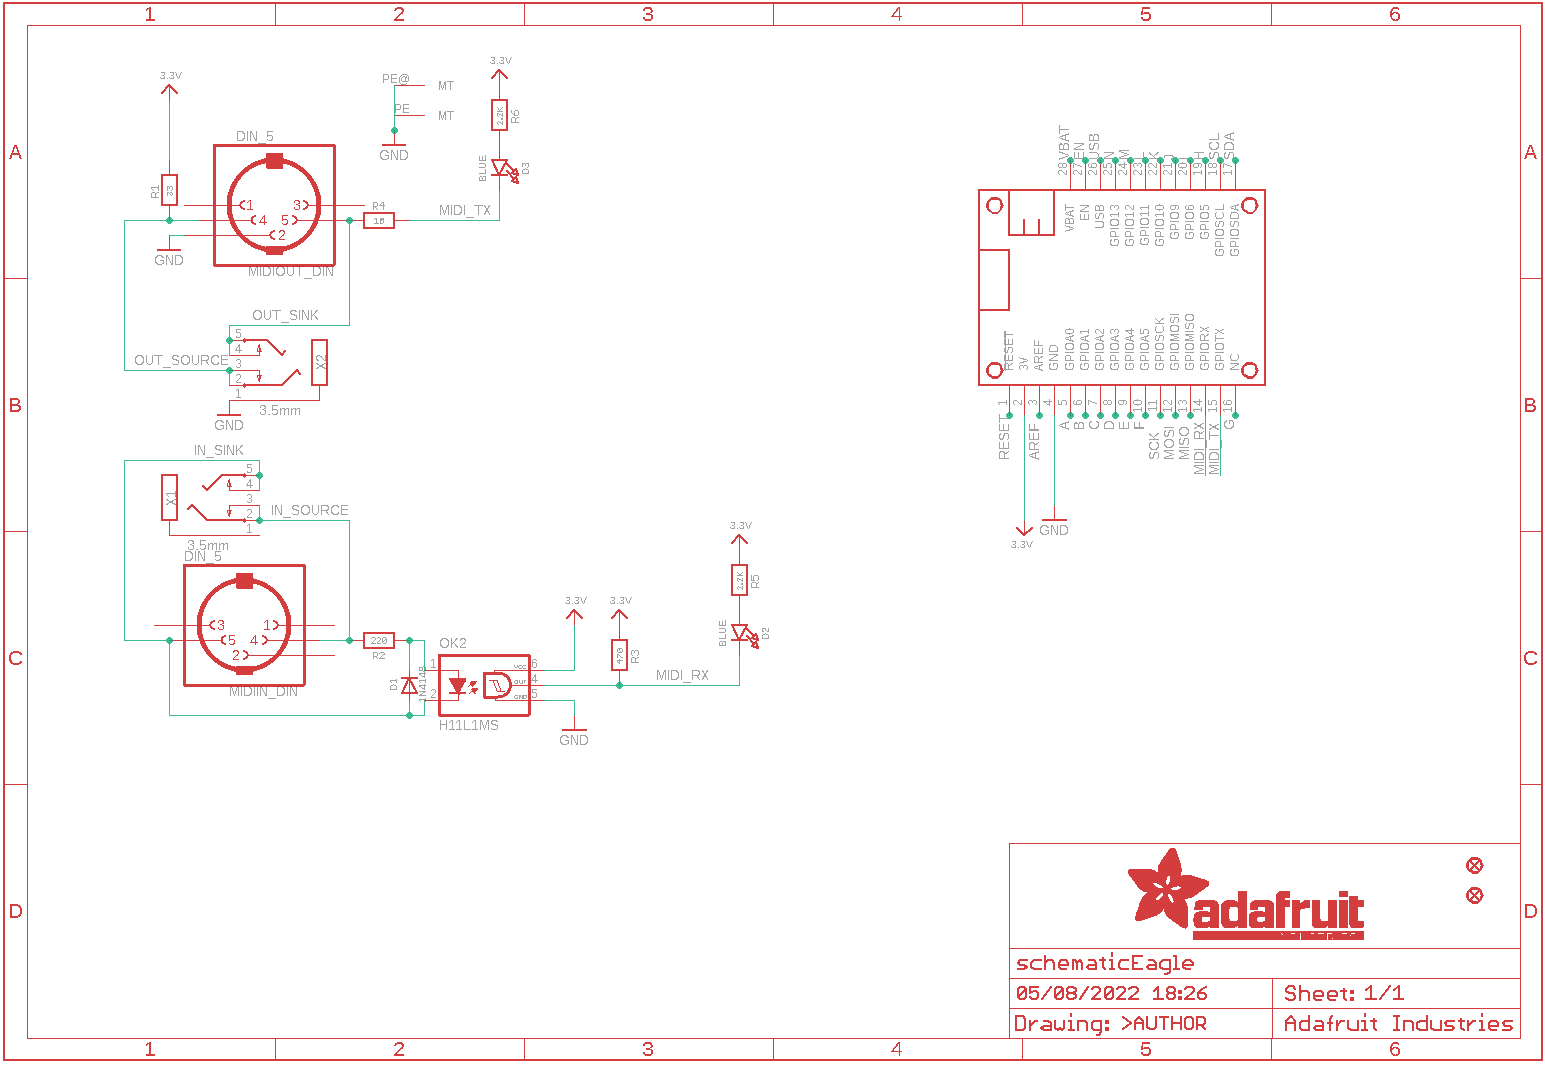 1 2 3 4 5 6
A
B
C
D
3.3V
DIN_5
R1
33
1
3
4
5
2
GND
MIDIOUT_DIN
PE@ MT
PE MT
GND
3.3V
2.2K
R6
BLUE
D3
R4
MIDI_TX
OUT_SINK
5
4
3
2
1
OUT_SOURCE
X2
3.5mm
GND
IN_SINK
5
4
3
2
1
X1
IN_SOURCE
3.5mm
DIN_5
3
1
5
4
2
MIDIIN_DIN
220
R2
D1
1N4148
OK2
1
2
6
4
5
H11L1MS
3.3V
GND
3.3V
470
R3
MIDI_RX
3.3V
2.2K
R5
BLUE
D2
VBAT
EN
USB
N
M
K
J
H
SCL
SDA
28 27 26 25 24 23 22 21 20 19 18 17
VBAT
EN
USB
GPIO13
GPIO12
GPIO11
GPIO10
GPIO9
GPIO6
GPIO5
GPIOSCL
GPIOSDA
RESET
3V
AREF
GND
GPIOA0
GPIOA1
GPIOA2
GPIOA3
GPIOA4
GPIOA5
GPIOSCK
GPIOMOSI
GPIOMISO
GPIORX
GPIOTX
NC
1 2 3 4 5 6 7 8 9 10 11 12 13 14 15 16
RESET
AREF
A
B
C
D
E
F
SCK
MOSI
MISO
MIDI_RX
MIDI_TX
G
3.3V
GND
adafruit
schematicEagle
05/08/2022 18:26
Sheet: 1/1
Drawing: >AUTHOR
Adafruit Industries
A
B
C
D
1 2 3 4 5 6